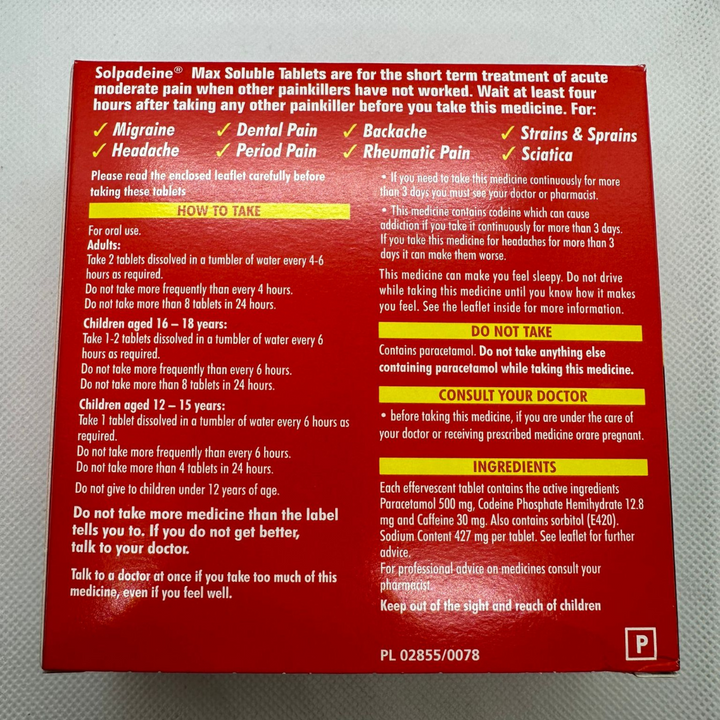 Solpadeine® Max Soluble Tablets are for the short term treatment of acute
moderate pain when other painkillers have not worked. Wait at least four
hours after taking any other painkiller before you take this medicine. For:
✓ Migraine ✓ Dental Pain ✓ Backache ✓ Strains & Sprains
✓ Headache ✓ Period Pain ✓ Rheumatic Pain ✓ Sciatica
Please read the enclosed leaflet carefully before
taking these tablets
HOW TO TAKE
For oral use.
Adults:
Take 2 tablets dissolved in a tumbler of water every 4-6
hours as required.
Do not take more frequently than every 4 hours.
Do not take more than 8 tablets in 24 hours.
Children aged 16 – 18 years:
Take 1-2 tablets dissolved in a tumbler of water every 6
hours as required.
Do not take more frequently than every 6 hours.
Do not take more than 8 tablets in 24 hours.
Children aged 12 – 15 years:
Take 1 tablet dissolved in a tumbler of water every 6 hours as
required.
Do not take more frequently than every 6 hours.
Do not take more than 4 tablets in 24 hours.
Do not give to children under 12 years of age.
Do not take more medicine than the label
tells you to. If you do not get better,
talk to your doctor.
Talk to a doctor at once if you take too much of this
medicine, even if you feel well.
• If you need to take this medicine continuously for more
than 3 days you must see your doctor or pharmacist.
• This medicine contains codeine which can cause
addiction if you take it continuously for more than 3 days.
If you take this medicine for headaches for more than 3
days it can make them worse.
This medicine can make you feel sleepy. Do not drive
while taking this medicine until you know how it makes
you feel. See the leaflet inside for more information.
DO NOT TAKE
Contains paracetamol. Do not take anything else
containing paracetamol while taking this medicine.
CONSULT YOUR DOCTOR
• before taking this medicine, if you are under the care of
your doctor or receiving prescribed medicine orare pregnant.
INGREDIENTS
Each effervescent tablet contains the active ingredients
Paracetamol 500 mg, Codeine Phosphate Hemihydrate 12.8
mg and Caffeine 30 mg. Also contains sorbitol (E420).
Sodium Content 427 mg per tablet. See leaflet for further
advice.
For professional advice on medicines consult your
pharmacist.
Keep out of the sight and reach of children
PL 02855/0078
P